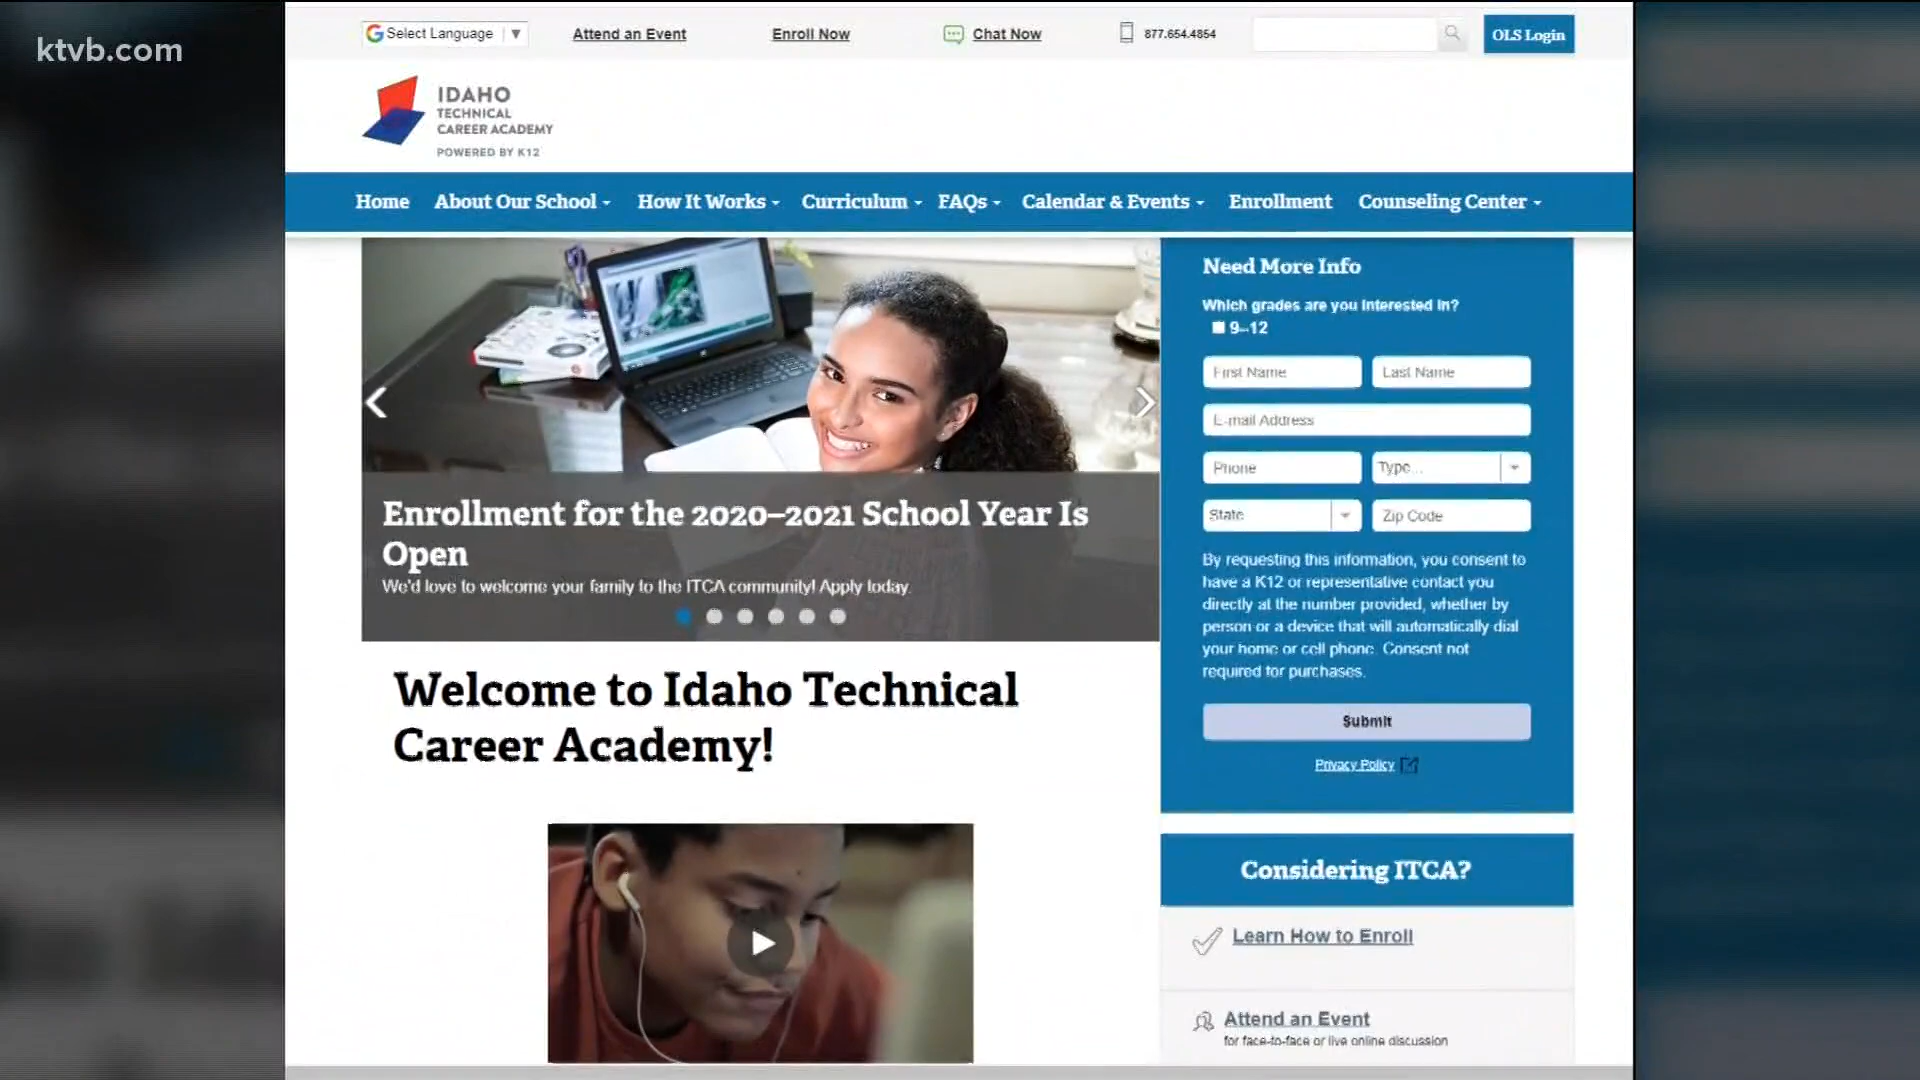 ktvb.com
Select Language
Attend an Event
Enroll Now
Chat Now
877.654.4854
OLS Login
IDAHO
TECHNICAL
CAREER ACADEMY
POWERED BY K12
Home
About Our School
How It Works
Curriculum
FAQs
Calendar & Events
Enrollment
Counseling Center
Enrollment for the 2020–2021 School Year Is
Open
We'd love to welcome your family to the ITCA community! Apply today.
Need More Info
Which grades are you interested in?
9–12
First Name
Last Name
E-mail Address
Phone
Type...
State
Zip Code
By requesting this information, you consent to
have a K12 or representative contact you
directly at the number provided, whether by
person or a device that will automatically dial
your home or cell phone. Consent not
required for purchases.
Submit
Privacy Policy
Welcome to Idaho Technical
Career Academy!
Considering ITCA?
Learn How to Enroll
Attend an Event
for face-to-face or live online discussion